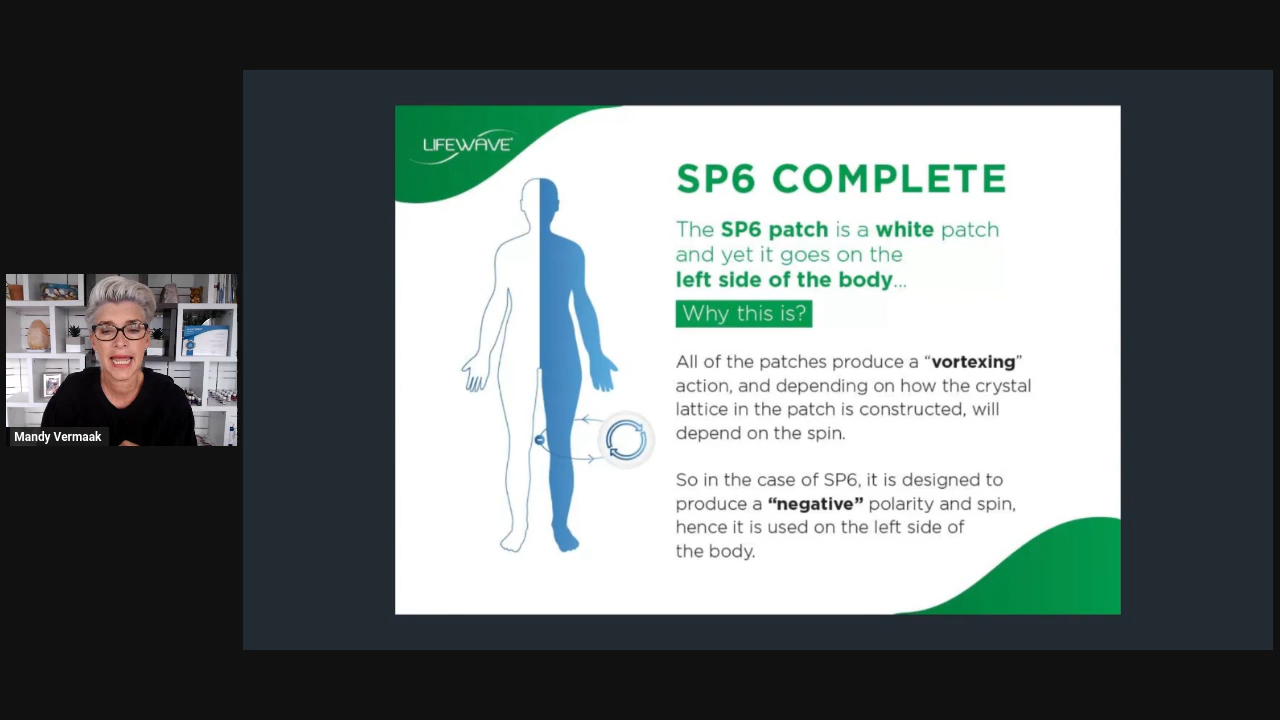 LIFEWAVE
SP6 COMPLETE
The SP6 patch is a white patch
and yet it goes on the
left side of the body...
Why this is?
All of the patches produce a “vortexing”
action, and depending on how the crystal
lattice in the patch is constructed, will
depend on the spin.
So in the case of SP6, it is designed to
produce a “negative” polarity and spin,
hence it is used on the left side of
the body.
Mandy Vermaak